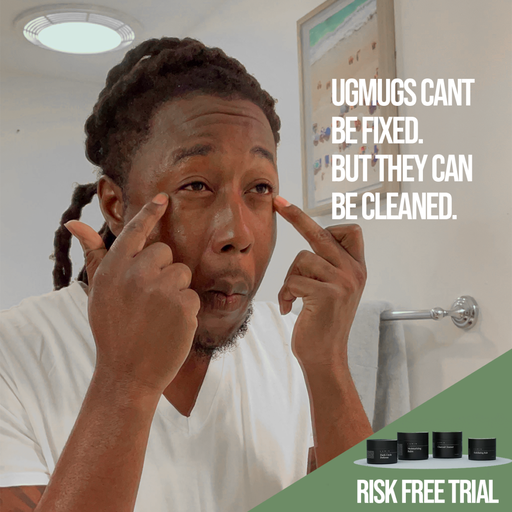 UGMUGS CANT
BE FIXED.
BUT THEY CAN
BE CLEANED.
RISK FREE TRIAL